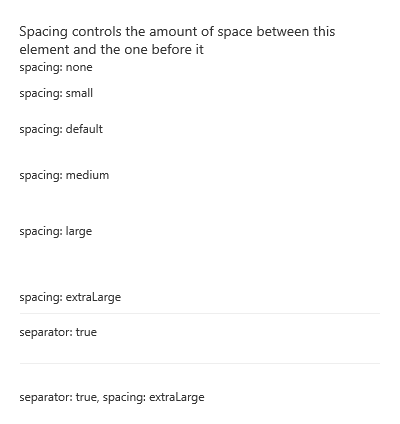 Spacing controls the amount of space between this
element and the one before it
spacing: none
spacing: small
spacing: default
spacing: medium
spacing: large
spacing: extraLarge
separator: true
separator: true, spacing: extraLarge